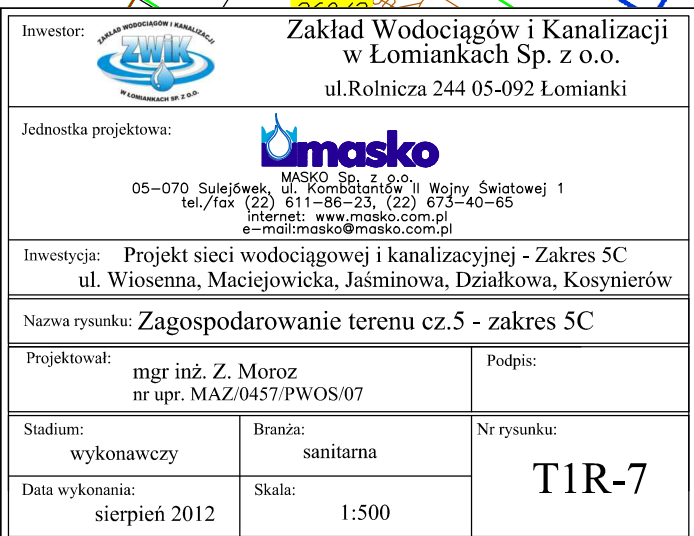 Inwestor:
ZAKŁAD WODOCIĄGÓW I KANALIZACJI
ZWiK
W ŁOMIANKACH SP. Z O.O.
Zakład Wodociągów i Kanalizacji
w Łomiankach Sp. z o.o.
ul.Rolnicza 244 05-092 Łomianki
Jednostka projektowa:
masko
MASKO Sp. z o.o.
05-070 Sulejówek, ul. Kombatantów II Wojny Światowej 1
tel./fax (22) 611-86-23, (22) 673-40-65
internet: www.masko.com.pl
e-mail:masko@masko.com.pl
Inwestycja: Projekt sieci wodociągowej i kanalizacyjnej - Zakres 5C
ul. Wiosenna, Maciejowicka, Jaśminowa, Działkowa, Kosynierów
Nazwa rysunku: Zagospodarowanie terenu cz.5 - zakres 5C
Projektował:
mgr inż. Z. Moroz
nr upr. MAZ/0457/PWOS/07
Podpis:
Stadium:
wykonawczy
Branża:
sanitarna
Nr rysunku:
T1R-7
Data wykonania:
sierpień 2012
Skala:
1:500